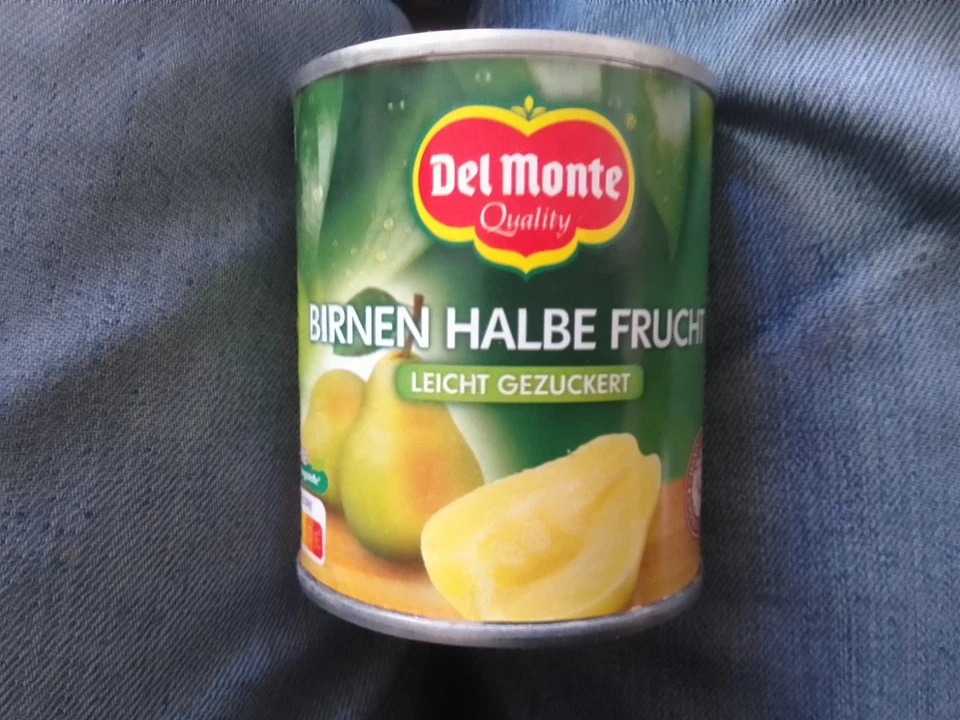 Del Monte
Quality
BIRNEN HALBE FRUCHT
LEICHT GEZUCKERT